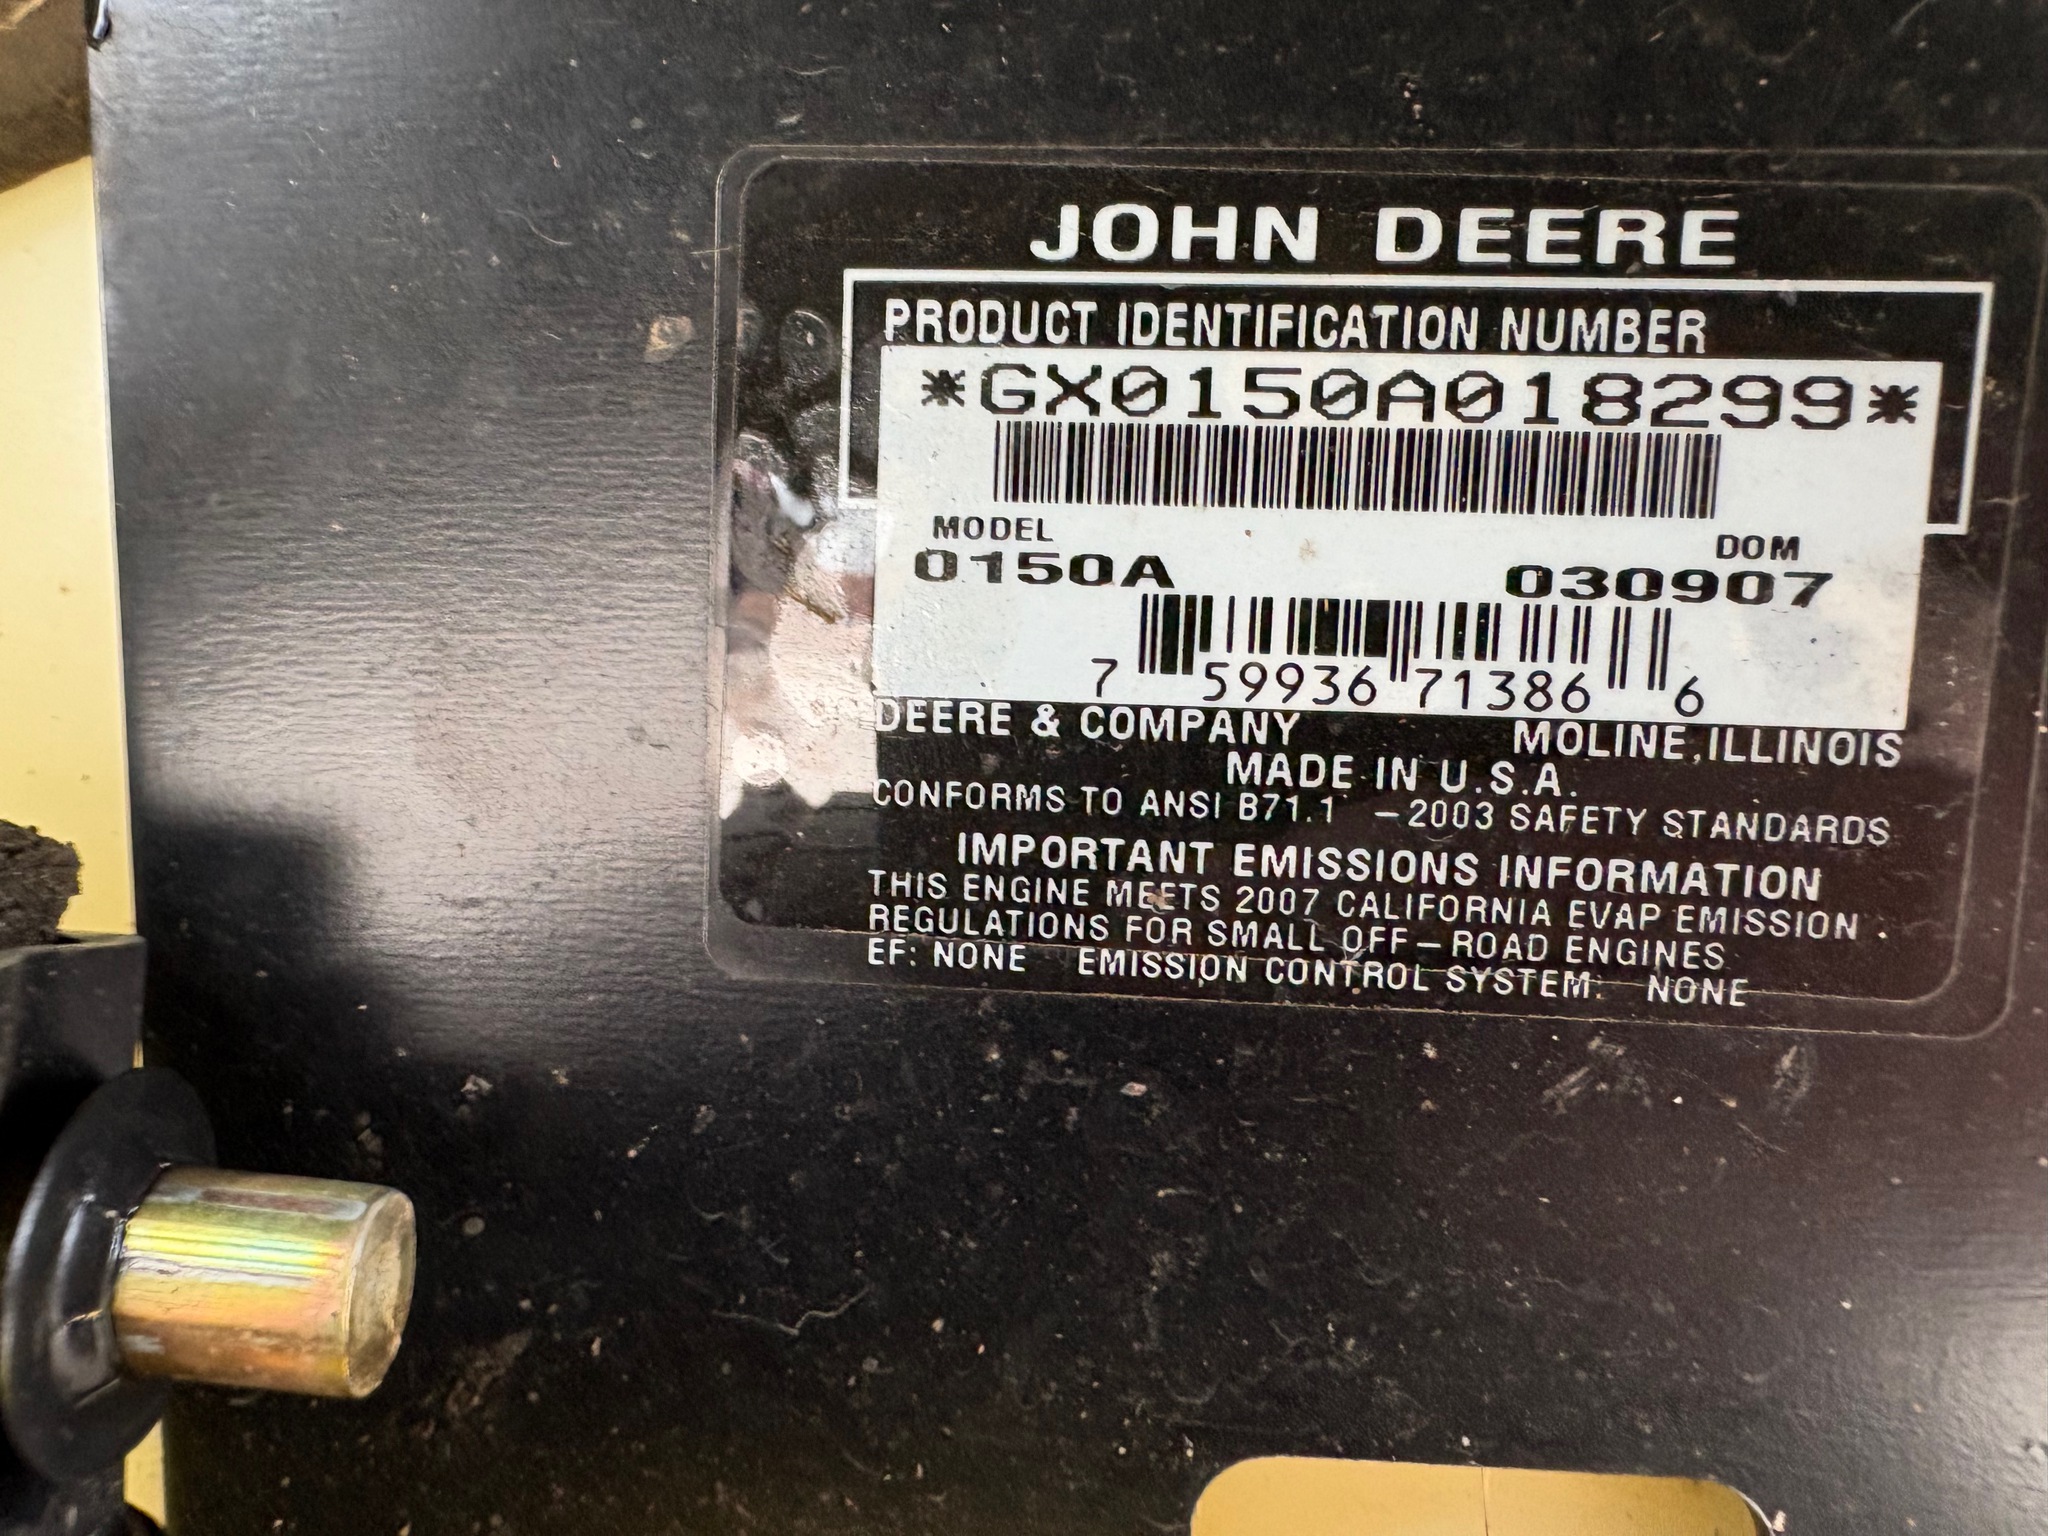 JOHN DEERE
PRODUCT IDENTIFICATION NUMBER
*GX0150A018299*
MODEL DOM
0150A 030907
7 59936 71386 6
DEERE & COMPANY MOLINE, ILLINOIS
MADE IN U.S.A.
CONFORMS TO ANSI B71.1 -2003 SAFETY STANDARDS
IMPORTANT EMISSIONS INFORMATION
THIS ENGINE MEETS 2007 CALIFORNIA EVAP EMISSION
REGULATIONS FOR SMALL OFF-ROAD ENGINES.
EF: NONE EMISSION CONTROL SYSTEM: NONE